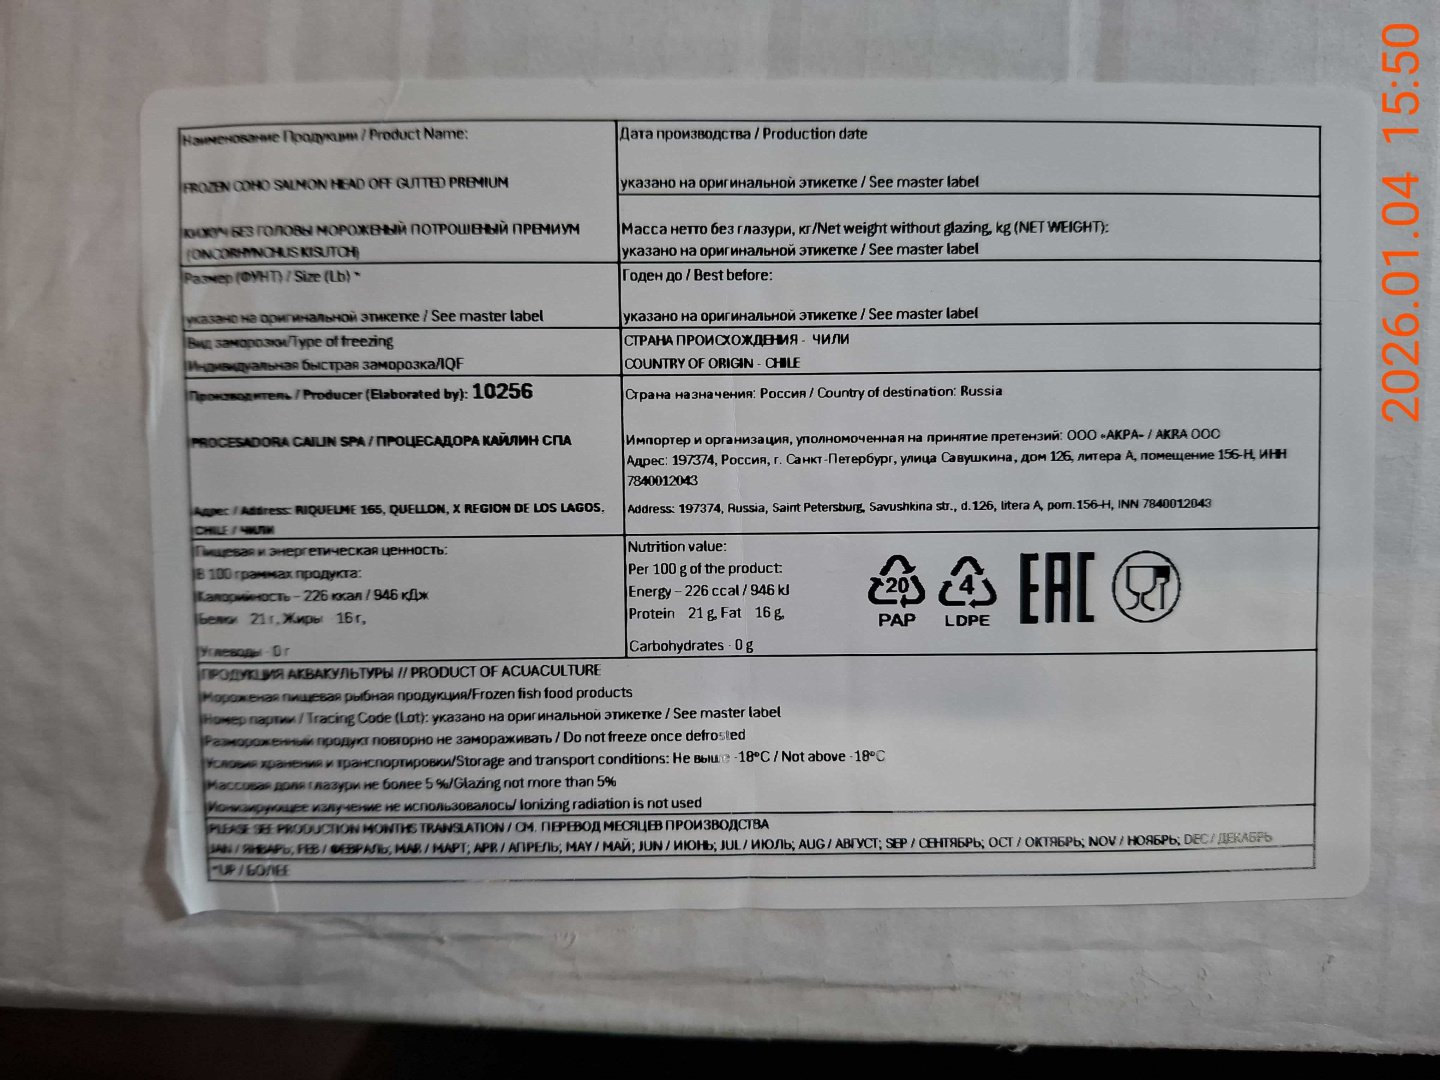 Наименование Продукции / Product Name:
FROZEN COHO SALMON HEAD OFF GUTTED PREMIUM
КИЖУЧ БЕЗ ГОЛОВЫ МОРОЖЕНЫЙ ПОТРОШЕНЫЙ ПРЕМИУМ
(ONCORHYNCHUS KISUTCH)
Дата производства / Production date
указано на оригинальной этикетке / See master label
Масса нетто без глазури, кг/Net weight without glazing, kg (NET WEIGHT):
указано на оригинальной этикетке / See master label
Размер (ФУНТ) / Size (Lb) *
указано на оригинальной этикетке / See master label
Годен до / Best before:
указано на оригинальной этикетке / See master label
Вид заморозки/Type of freezing
Индивидуальная быстрая заморозка/IQF
СТРАНА ПРОИСХОЖДЕНИЯ - ЧИЛИ
COUNTRY OF ORIGIN - CHILE
Производитель / Producer (Elaborated by): 10256
PROCESADORA CAILIN SPA / ПРОЦЕСАДОРА КАЙЛИН СПА
Адрес / Address: RIQUELME 165, QUELLON, X REGION DE LOS LAGOS,
CHILE / ЧИЛИ
Страна назначения: Россия / Country of destination: Russia
Импортер и организация, уполномоченная на принятие претензий: ООО «АКРА» / AKRA OOO
Адрес: 197374, Россия, г. Санкт-Петербург, улица Савушкина, дом 126, литера А, помещение 156-Н, ИНН
7840012043
Address: 197374, Russia, Saint Petersburg, Savushkina str., d.126, litera A, pom.156-H, INN 7840012043
Пищевая и энергетическая ценность:
В 100 граммах продукта:
Калорийность – 226 ккал / 946 кДж
Белки 21 г, Жиры 16 г,
Углеводы - 0 г
Nutrition value:
Per 100 g of the product:
Energy – 226 ccal / 946 kJ
Protein 21 g, Fat 16 g,
Carbohydrates - 0 g
20
PAP
4
LDPE
EAC
ПРОДУКЦИЯ АКВАКУЛЬТУРЫ // PRODUCT OF ACUACULTURE
Мороженая пищевая рыбная продукция/Frozen fish food products
Номер партии / Tracing Code (Lot): указано на оригинальной этикетке / See master label
Размороженный продукт повторно не замораживать / Do not freeze once defrosted
Условия хранения и транспортировки/Storage and transport conditions: Не выше -18°C / Not above -18°C
Массовая доля глазури не более 5 %/Glazing not more than 5%
Ионизирующее излучение не использовалось/ Ionizing radiation is not used
PLEASE SEE PRODUCTION MONTHS TRANSLATION / СМ. ПЕРЕВОД МЕСЯЦЕВ ПРОИЗВОДСТВА
JAN / ЯНВАРЬ; FEB / ФЕВРАЛЬ; MAR / МАРТ; APR / АПРЕЛЬ; MAY / МАЙ; JUN / ИЮНЬ; JUL / ИЮЛЬ; AUG / АВГУСТ; SEP / СЕНТЯБРЬ; OCT / ОКТЯБРЬ; NOV / НОЯБРЬ; DEC / ДЕКАБРЬ
*UP / БОЛЕЕ
2026.01.04 15:50